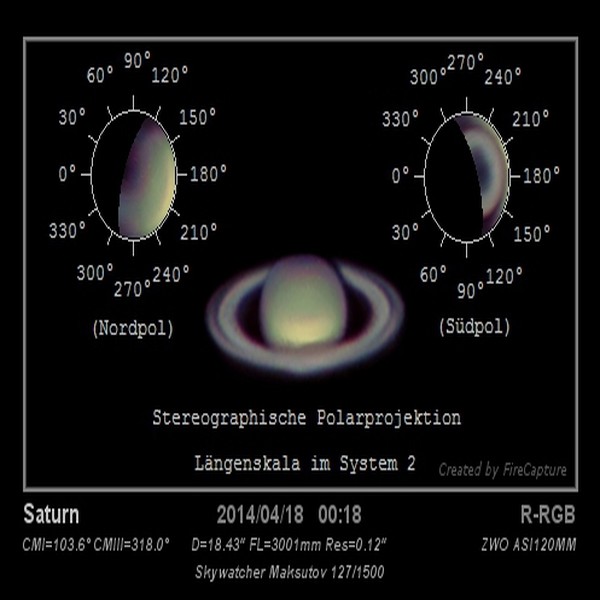 90° 270°
60° 120° 300° 240°
30° 150° 330° 210°
0° 180° 0° 180°
330° 210° 30° 150°
300° 240° 60° 120°
270° 90°
(Nordpol) (Südpol)
Stereographische Polarprojektion
Längenskala im System 2
Created by FireCapture
Saturn 2014/04/18 00:18 R-RGB
CMI=103.6° CMIII=318.0° D=18.43“ FL=3001mm Res=0.12“ ZWO ASI120MM
Skywatcher Maksutov 127/1500